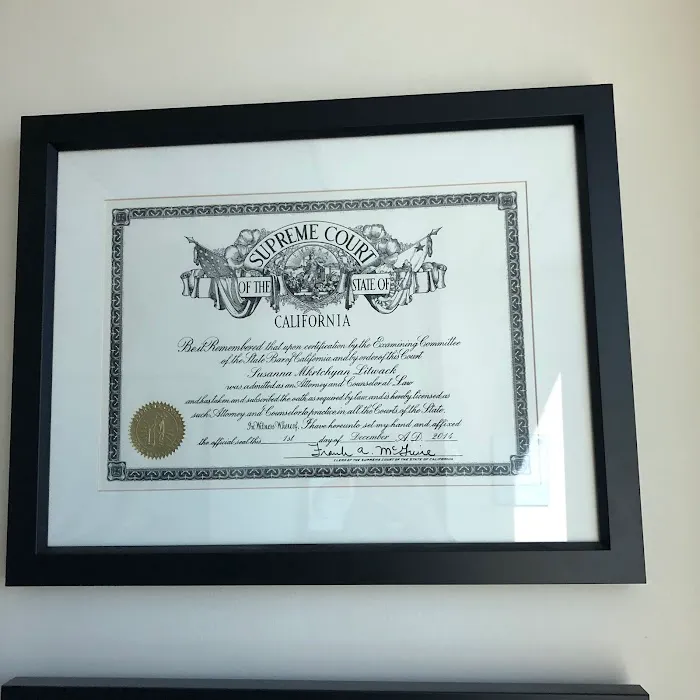 SUPREME COURT
OF THE STATE OF
CALIFORNIA
Be it Remembered that upon certification by the Examining Committee
of the State Bar of California and by order of this Court
Susanna Mkrtchyan Litwack
was admitted as an Attorney and Counselor at Law
and has taken and subscribed the oath as required by law, and is hereby licensed as
such Attorney and Counselor to practice in all the Courts of the State.
In Witness Whereof, I have hereunto set my hand and affixed
the official seal this 1st day of December A.D. 2014
Frank A. McGuire
CLERK OF THE SUPREME COURT OF THE STATE OF CALIFORNIA